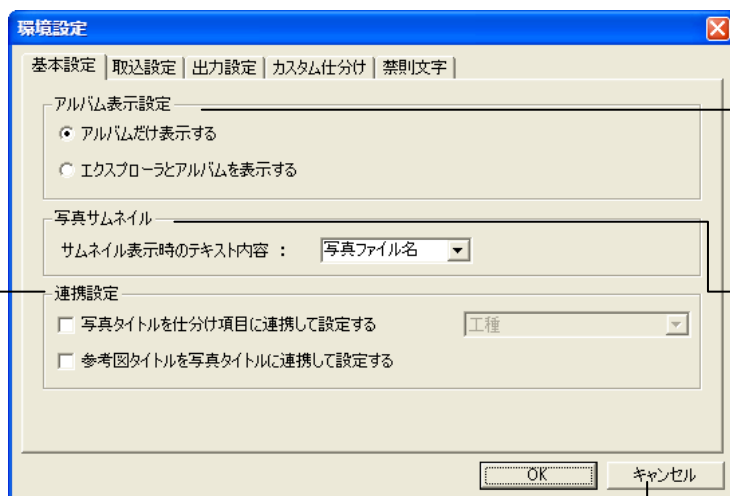 環境設定
基本設定 取込設定 出力設定 カスタム仕分け 禁則文字
アルバム表示設定
アルバムだけ表示する
エクスプローラとアルバムを表示する
写真サムネイル
サムネイル表示時のテキスト内容 : 写真ファイル名
連携設定
写真タイトルを仕分け項目に連携して設定する 工種
参考図タイトルを写真タイトルに連携して設定する
OK キャンセル